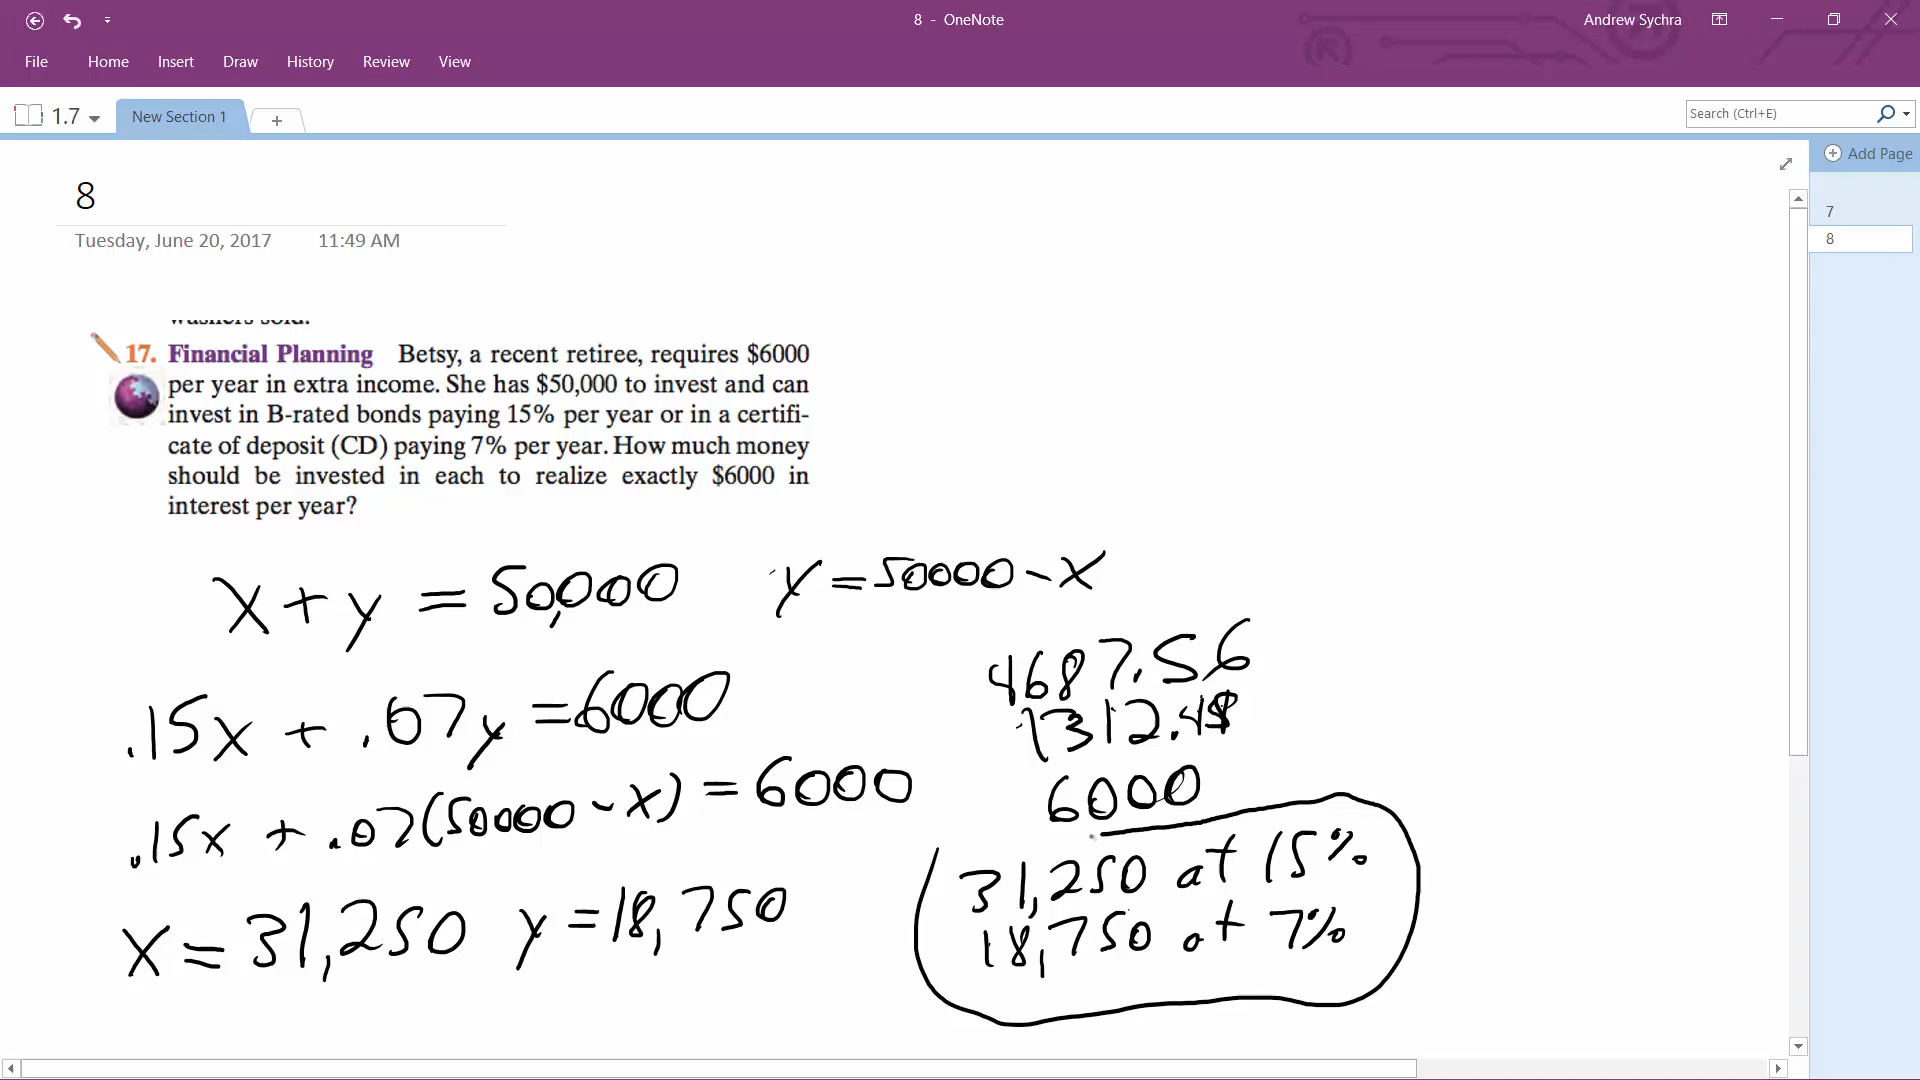 8 - OneNote
Andrew Sychra
File Home Insert Draw History Review View
1.7
New Section 1
+
Search (Ctrl+E)
Add Page
7
8
8
Tuesday, June 20, 2017 11:49 AM
washers sold.
17. Financial Planning Betsy, a recent retiree, requires $6000
per year in extra income. She has $50,000 to invest and can
invest in B-rated bonds paying 15% per year or in a certifi-
cate of deposit (CD) paying 7% per year. How much money
should be invested in each to realize exactly $6000 in
interest per year?
x + y = 50,000
y = 50000 - x
.15x + .07y = 6000
.15x + .07(50000 - x) = 6000
x = 31,250 y = 18,750
4687.56
6000
31,250 at 15%
18,750 at 7%